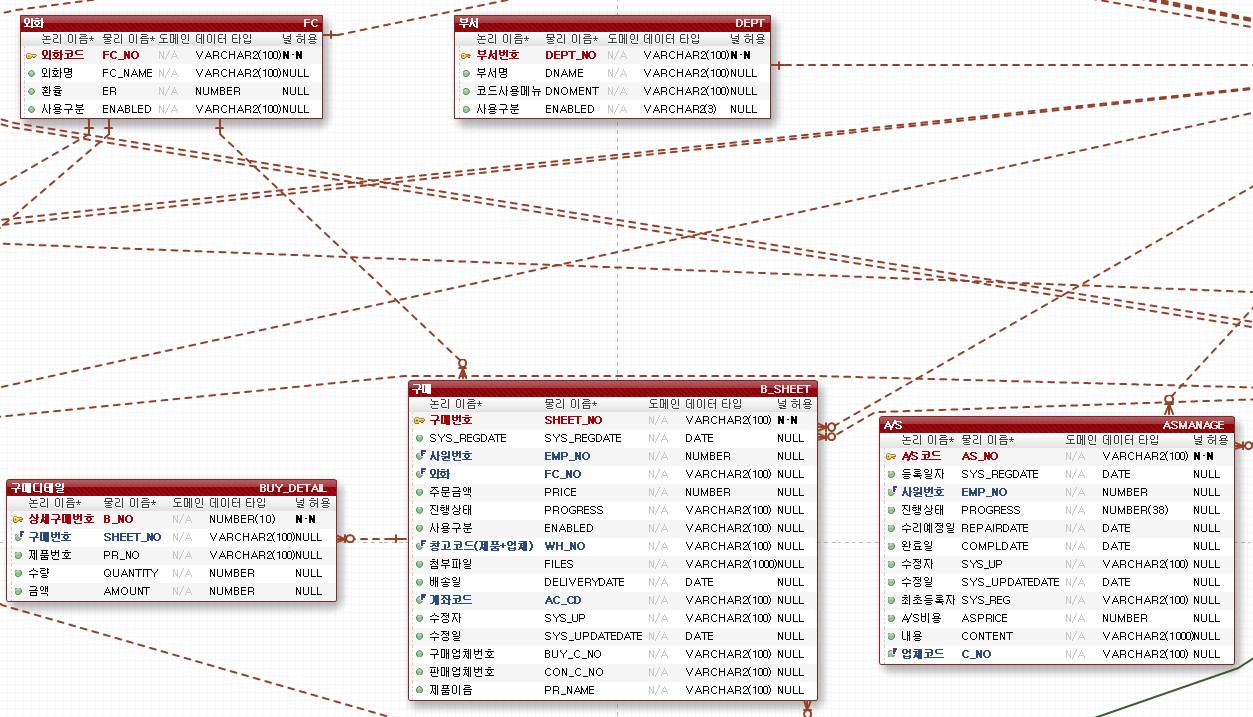 외화 FC
논리 이름* 물리 이름* 도메인 데이터 타입 널 허용
외화코드 FC_NO N/A VARCHAR2(100) N-N
외화명 FC_NAME N/A VARCHAR2(100) NULL
환율 ER N/A NUMBER NULL
사용구분 ENABLED N/A VARCHAR2(100) NULL
부서 DEPT
논리 이름* 물리 이름* 도메인 데이터 타입 널 허용
부서번호 DEPT_NO N/A VARCHAR2(100) N-N
부서명 DNAME N/A VARCHAR2(100) NULL
코드사용메뉴 DNOMENT N/A VARCHAR2(100) NULL
사용구분 ENABLED N/A VARCHAR2(3) NULL
구매 B_SHEET
논리 이름* 물리 이름* 도메인 데이터 타입 널 허용
구매번호 SHEET_NO N/A VARCHAR2(100) N-N
SYS_REGDATE SYS_REGDATE N/A DATE NULL
사원번호 EMP_NO N/A NUMBER NULL
외화 FC_NO N/A VARCHAR2(100) NULL
주문금액 PRICE N/A VARCHAR2(100) NULL
진행상태 PROGRESS N/A VARCHAR2(100) NULL
사용구분 ENABLED N/A VARCHAR2(100) NULL
창고코드(제품+업체) WH_NO N/A VARCHAR2(100) NULL
첨부파일 FILES N/A VARCHAR2(1000) NULL
배송일 DELIVERYDATE N/A DATE NULL
계좌코드 AC_CD N/A VARCHAR2(100) NULL
수정자 SYS_UP N/A VARCHAR2(100) NULL
수정일 SYS_UPDATEDATE N/A DATE NULL
구매업체번호 BUY_C_NO N/A VARCHAR2(100) NULL
판매업체번호 CON_C_NO N/A VARCHAR2(100) NULL
제품이름 PR_NAME N/A VARCHAR2(100) NULL
A/S ASMANAGE
논리 이름* 물리 이름* 도메인 데이터 타입 널 허용
A/S 코드 AS_NO N/A VARCHAR2(100) N-N
등록일자 SYS_REGDATE N/A DATE NULL
사원번호 EMP_NO N/A NUMBER NULL
진행상태 PROGRESS N/A NUMBER(38) NULL
수리예정일 REPAIRDATE N/A DATE NULL
완료일 COMPLDATE N/A DATE NULL
수정자 SYS_UP N/A VARCHAR2(100) NULL
수정일 SYS_UPDATEDATE N/A DATE NULL
최초등록자 SYS_REG N/A VARCHAR2(100) NULL
A/S비용 ASPRICE N/A NUMBER NULL
내용 CONTENT N/A VARCHAR2(1000) NULL
업체코드 C_NO N/A VARCHAR2(100) NULL
구매디테일 BUY_DETAIL
논리 이름* 물리 이름* 도메인 데이터 타입 널 허용
상세구매번호 B_NO N/A NUMBER(10) N-N
구매번호 SHEET_NO N/A VARCHAR2(100) NULL
제품번호 PR_NO N/A VARCHAR2(100) NULL
수량 QUANTITY N/A NUMBER NULL
금액 AMOUNT N/A NUMBER NULL